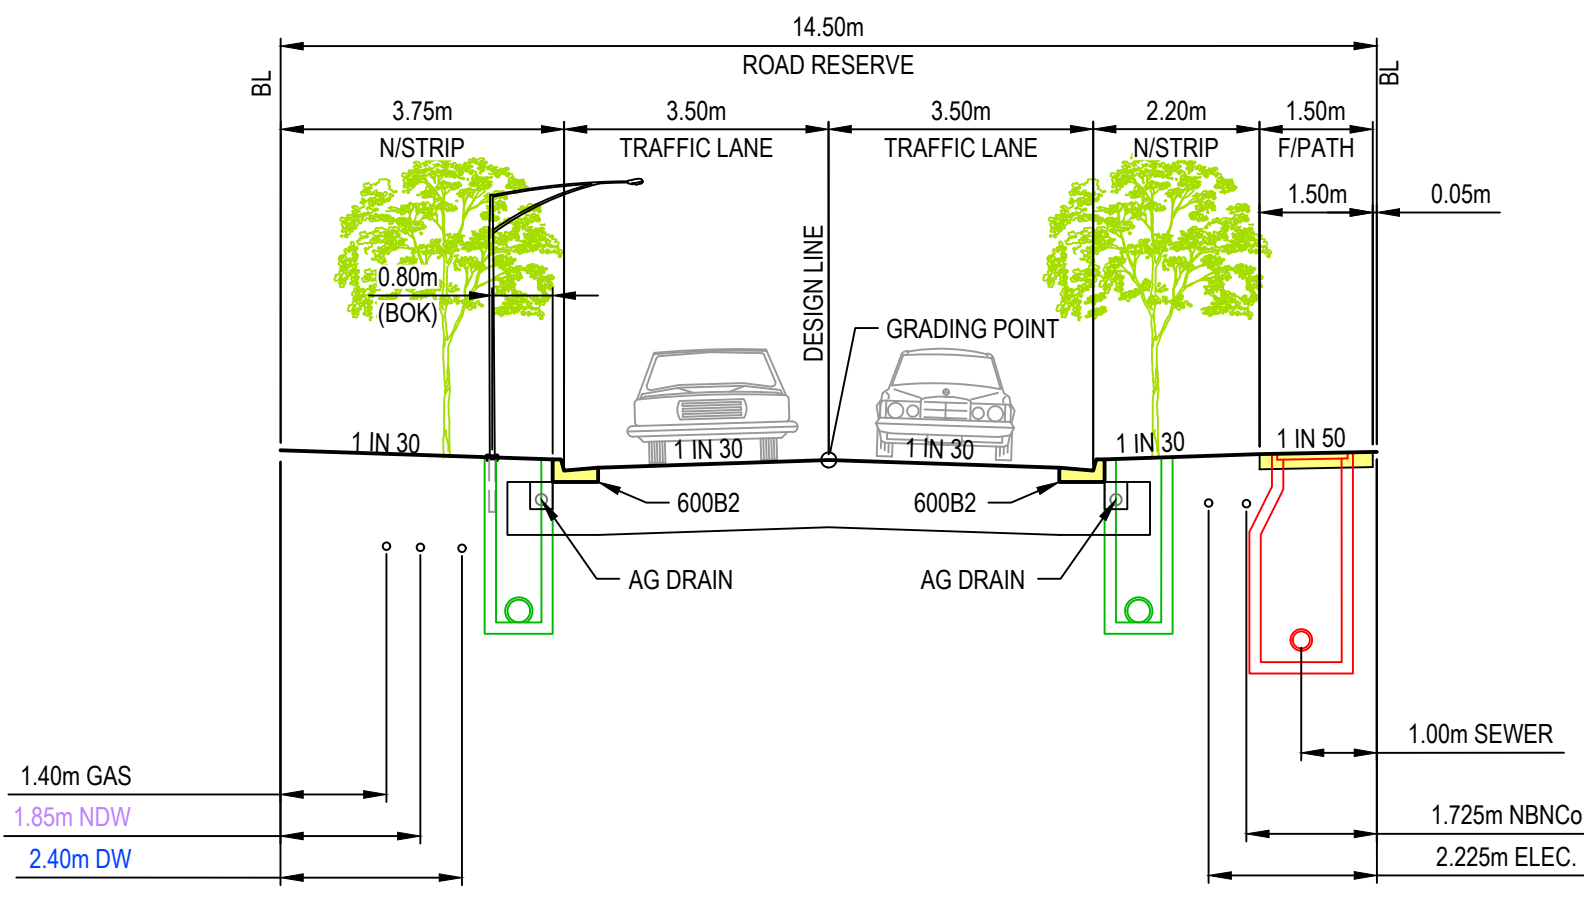 14.50m
ROAD RESERVE
BL
BL
3.75m
3.50m
3.50m
2.20m
1.50m
N/STRIP
TRAFFIC LANE
TRAFFIC LANE
N/STRIP
F/PATH
1.50m
0.05m
0.80m
(BOK)
DESIGN LINE
GRADING POINT
1 IN 30
1 IN 30
1 IN 30
1 IN 30
1 IN 50
600B2
600B2
AG DRAIN
AG DRAIN
1.00m SEWER
1.40m GAS
1.85m NDW
1.725m NBNCo
2.40m DW
2.225m ELEC.